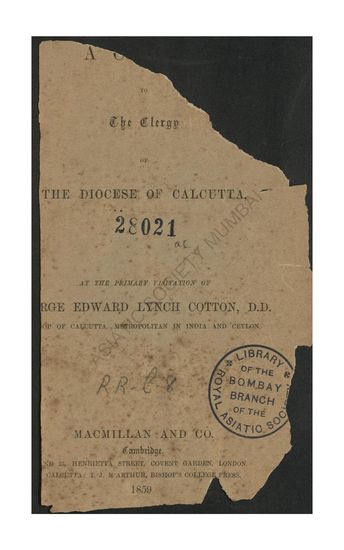 A C
TO
The Clergy
OF
THE DIOCESE OF CALCUTTA,
28021
AT THE PRIMARY VISITATION OF
RGE EDWARD LYNCH COTTON, D.D.
OP OF CALCUTTA, METROPOLITAN IN INDIA AND CEYLON.
ASIATIC SOCIETY MUMBAI
RR-C8
LIBRARY
OF THE
BOMBAY
BRANCH
OF THE
ROYAL ASIATIC SOC
MACMILLAN AND CO.
Cambridge.
ND 23, HENRIETTA STREET, COVENT GARDEN, LONDON
CALCUTTA: T. J. M'ARTHUR, BISHOP'S COLLEGE PRESS.
1859